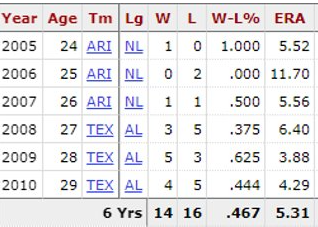 Year Age Tm Lg W L W-L% ERA
2005 24 ARI NL 1 0 1.000 5.52
2006 25 ARI NL 0 2 .000 11.70
2007 26 ARI NL 1 1 .500 5.56
2008 27 TEX AL 3 5 .375 6.40
2009 28 TEX AL 5 3 .625 3.88
2010 29 TEX AL 4 5 .444 4.29
6 Yrs 14 16 .467 5.31